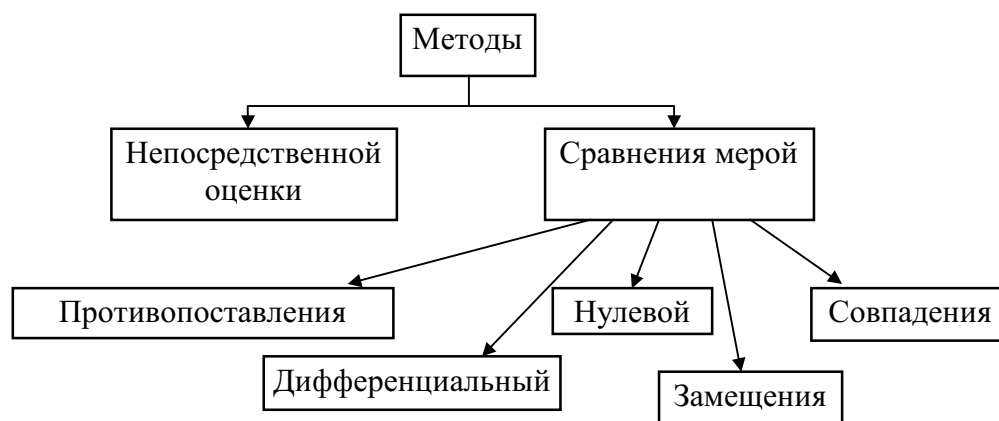 Методы
Непосредственной
оценки
Сравнения мерой
Противопоставления
Нулевой
Совпадения
Дифференциальный
Замещения